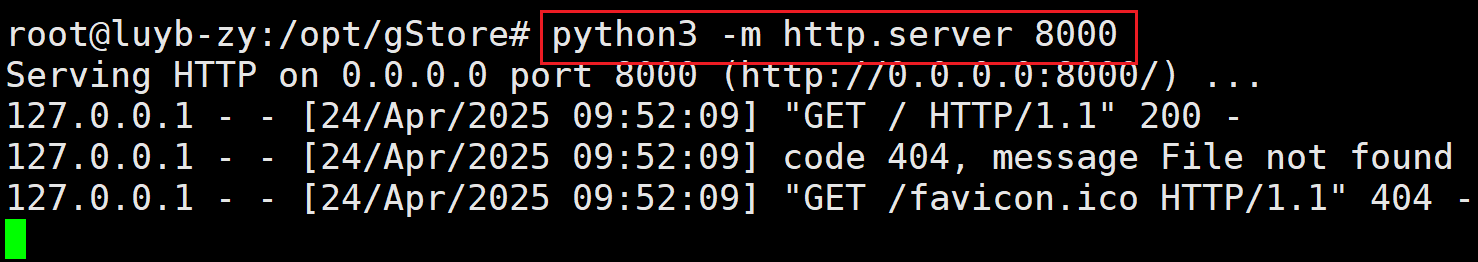 root@luyb-zy:/opt/gStore# python3 -m http.server 8000
Serving HTTP on 0.0.0.0 port 8000 (http://0.0.0.0:8000/) ...
127.0.0.1 - - [24/Apr/2025 09:52:09] "GET / HTTP/1.1" 200 -
127.0.0.1 - - [24/Apr/2025 09:52:09] code 404, message File not found
127.0.0.1 - - [24/Apr/2025 09:52:09] "GET /favicon.ico HTTP/1.1" 404 -